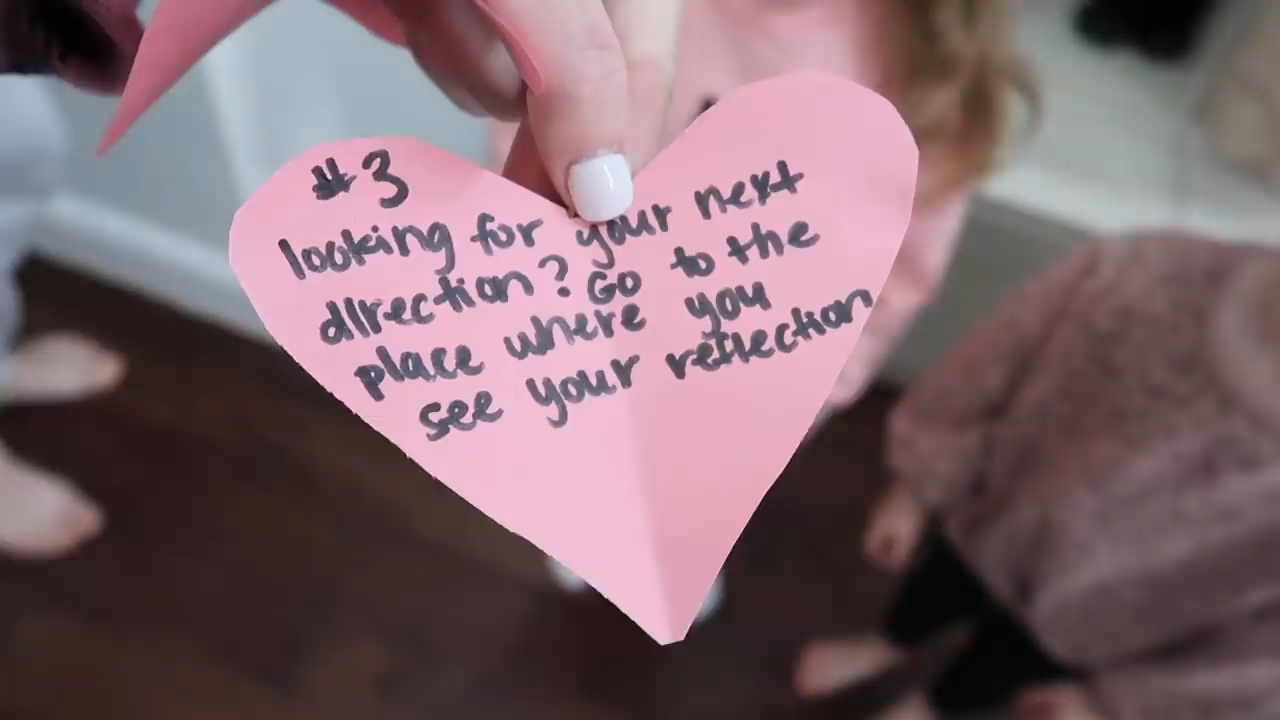 #3
looking for your next
direction? Go to the
place where you
see your reflection